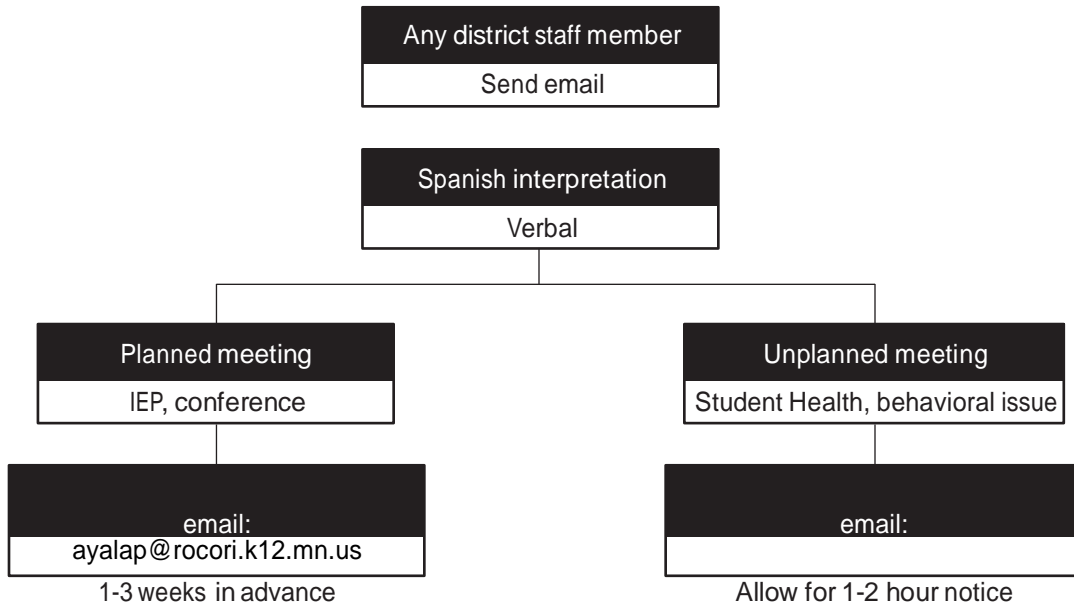 Any district staff member
Send email
Spanish interpretation
Verbal
Planned meeting
IEP, conference
Unplanned meeting
Student Health, behavioral issue
email:
ayalap@rocori.k12.mn.us
1-3 weeks in advance
email:
Allow for 1-2 hour notice